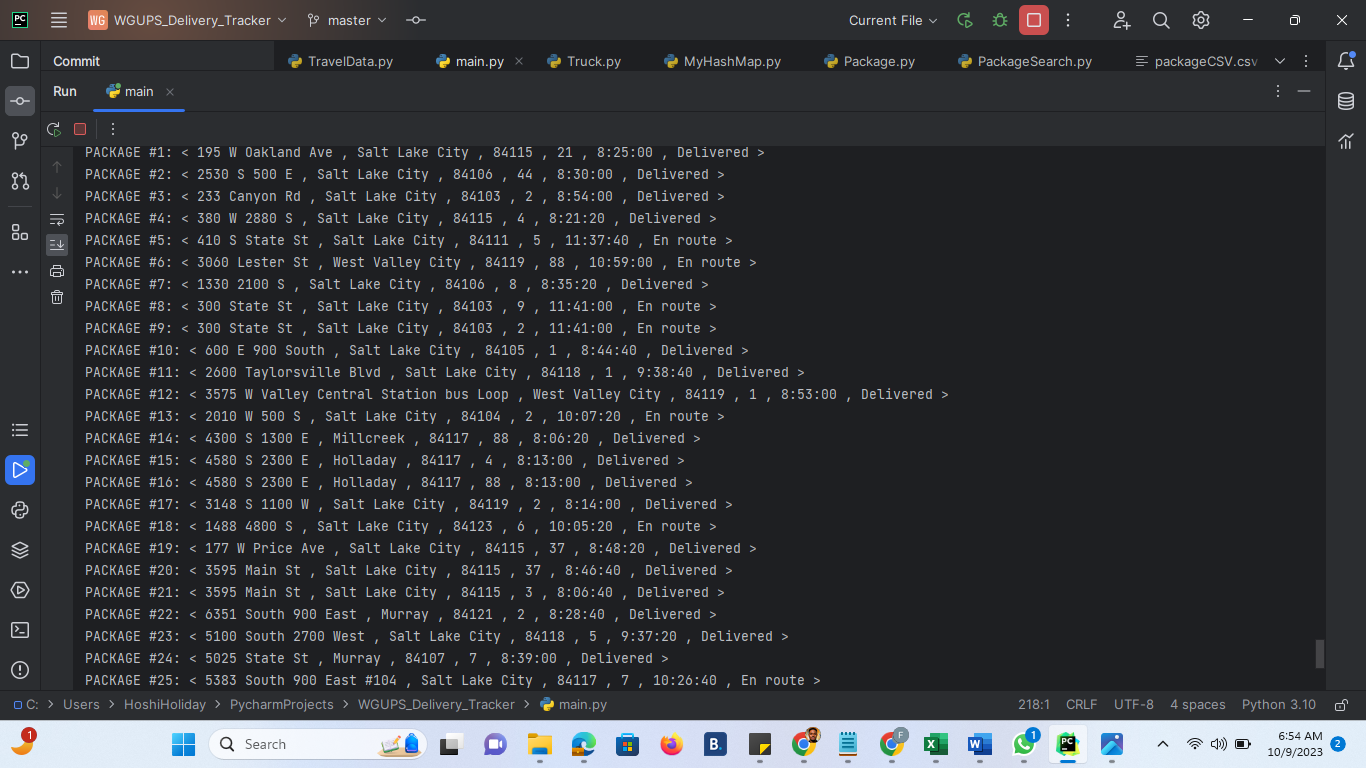 PC WG WGUPS_Delivery_Tracker master Current File
Commit TravelData.py main.py Truck.py MyHashMap.py Package.py PackageSearch.py packageCSV.csv
Run main
PACKAGE #1: < 195 W Oakland Ave , Salt Lake City , 84115 , 21 , 8:25:00 , Delivered >
PACKAGE #2: < 2530 S 500 E , Salt Lake City , 84106 , 44 , 8:30:00 , Delivered >
PACKAGE #3: < 233 Canyon Rd , Salt Lake City , 84103 , 2 , 8:54:00 , Delivered >
PACKAGE #4: < 380 W 2880 S , Salt Lake City , 84115 , 4 , 8:21:20 , Delivered >
PACKAGE #5: < 410 S State St , Salt Lake City , 84111 , 5 , 11:37:40 , En route >
PACKAGE #6: < 3060 Lester St , West Valley City , 84119 , 88 , 10:59:00 , En route >
PACKAGE #7: < 1330 2100 S , Salt Lake City , 84106 , 8 , 8:35:20 , Delivered >
PACKAGE #8: < 300 State St , Salt Lake City , 84103 , 9 , 11:41:00 , En route >
PACKAGE #9: < 300 State St , Salt Lake City , 84103 , 2 , 11:41:00 , En route >
PACKAGE #10: < 600 E 900 South , Salt Lake City , 84105 , 1 , 8:44:40 , Delivered >
PACKAGE #11: < 2600 Taylorsville Blvd , Salt Lake City , 84118 , 1 , 9:38:40 , Delivered >
PACKAGE #12: < 3575 W Valley Central Station bus Loop , West Valley City , 84119 , 1 , 8:53:00 , Delivered >
PACKAGE #13: < 2010 W 500 S , Salt Lake City , 84104 , 2 , 10:07:20 , En route >
PACKAGE #14: < 4300 S 1300 E , Millcreek , 84117 , 88 , 8:06:20 , Delivered >
PACKAGE #15: < 4580 S 2300 E , Holladay , 84117 , 4 , 8:13:00 , Delivered >
PACKAGE #16: < 4580 S 2300 E , Holladay , 84117 , 88 , 8:13:00 , Delivered >
PACKAGE #17: < 3148 S 1100 W , Salt Lake City , 84119 , 2 , 8:14:00 , Delivered >
PACKAGE #18: < 1488 4800 S , Salt Lake City , 84123 , 6 , 10:05:20 , En route >
PACKAGE #19: < 177 W Price Ave , Salt Lake City , 84115 , 37 , 8:48:20 , Delivered >
PACKAGE #20: < 3595 Main St , Salt Lake City , 84115 , 37 , 8:46:40 , Delivered >
PACKAGE #21: < 3595 Main St , Salt Lake City , 84115 , 3 , 8:06:40 , Delivered >
PACKAGE #22: < 6351 South 900 East , Murray , 84121 , 2 , 8:28:40 , Delivered >
PACKAGE #23: < 5100 South 2700 West , Salt Lake City , 84118 , 5 , 9:37:20 , Delivered >
PACKAGE #24: < 5025 State St , Murray , 84107 , 7 , 8:39:00 , Delivered >
PACKAGE #25: < 5383 South 900 East #104 , Salt Lake City , 84117 , 7 , 10:26:40 , En route >
C: > Users > HoshiHoliday > PycharmProjects > WGUPS_Delivery_Tracker > main.py 218:1 CRLF UTF-8 4 spaces Python 3.10
1 Search B. F X W 1 PC 6:54 AM 2
10/9/2023